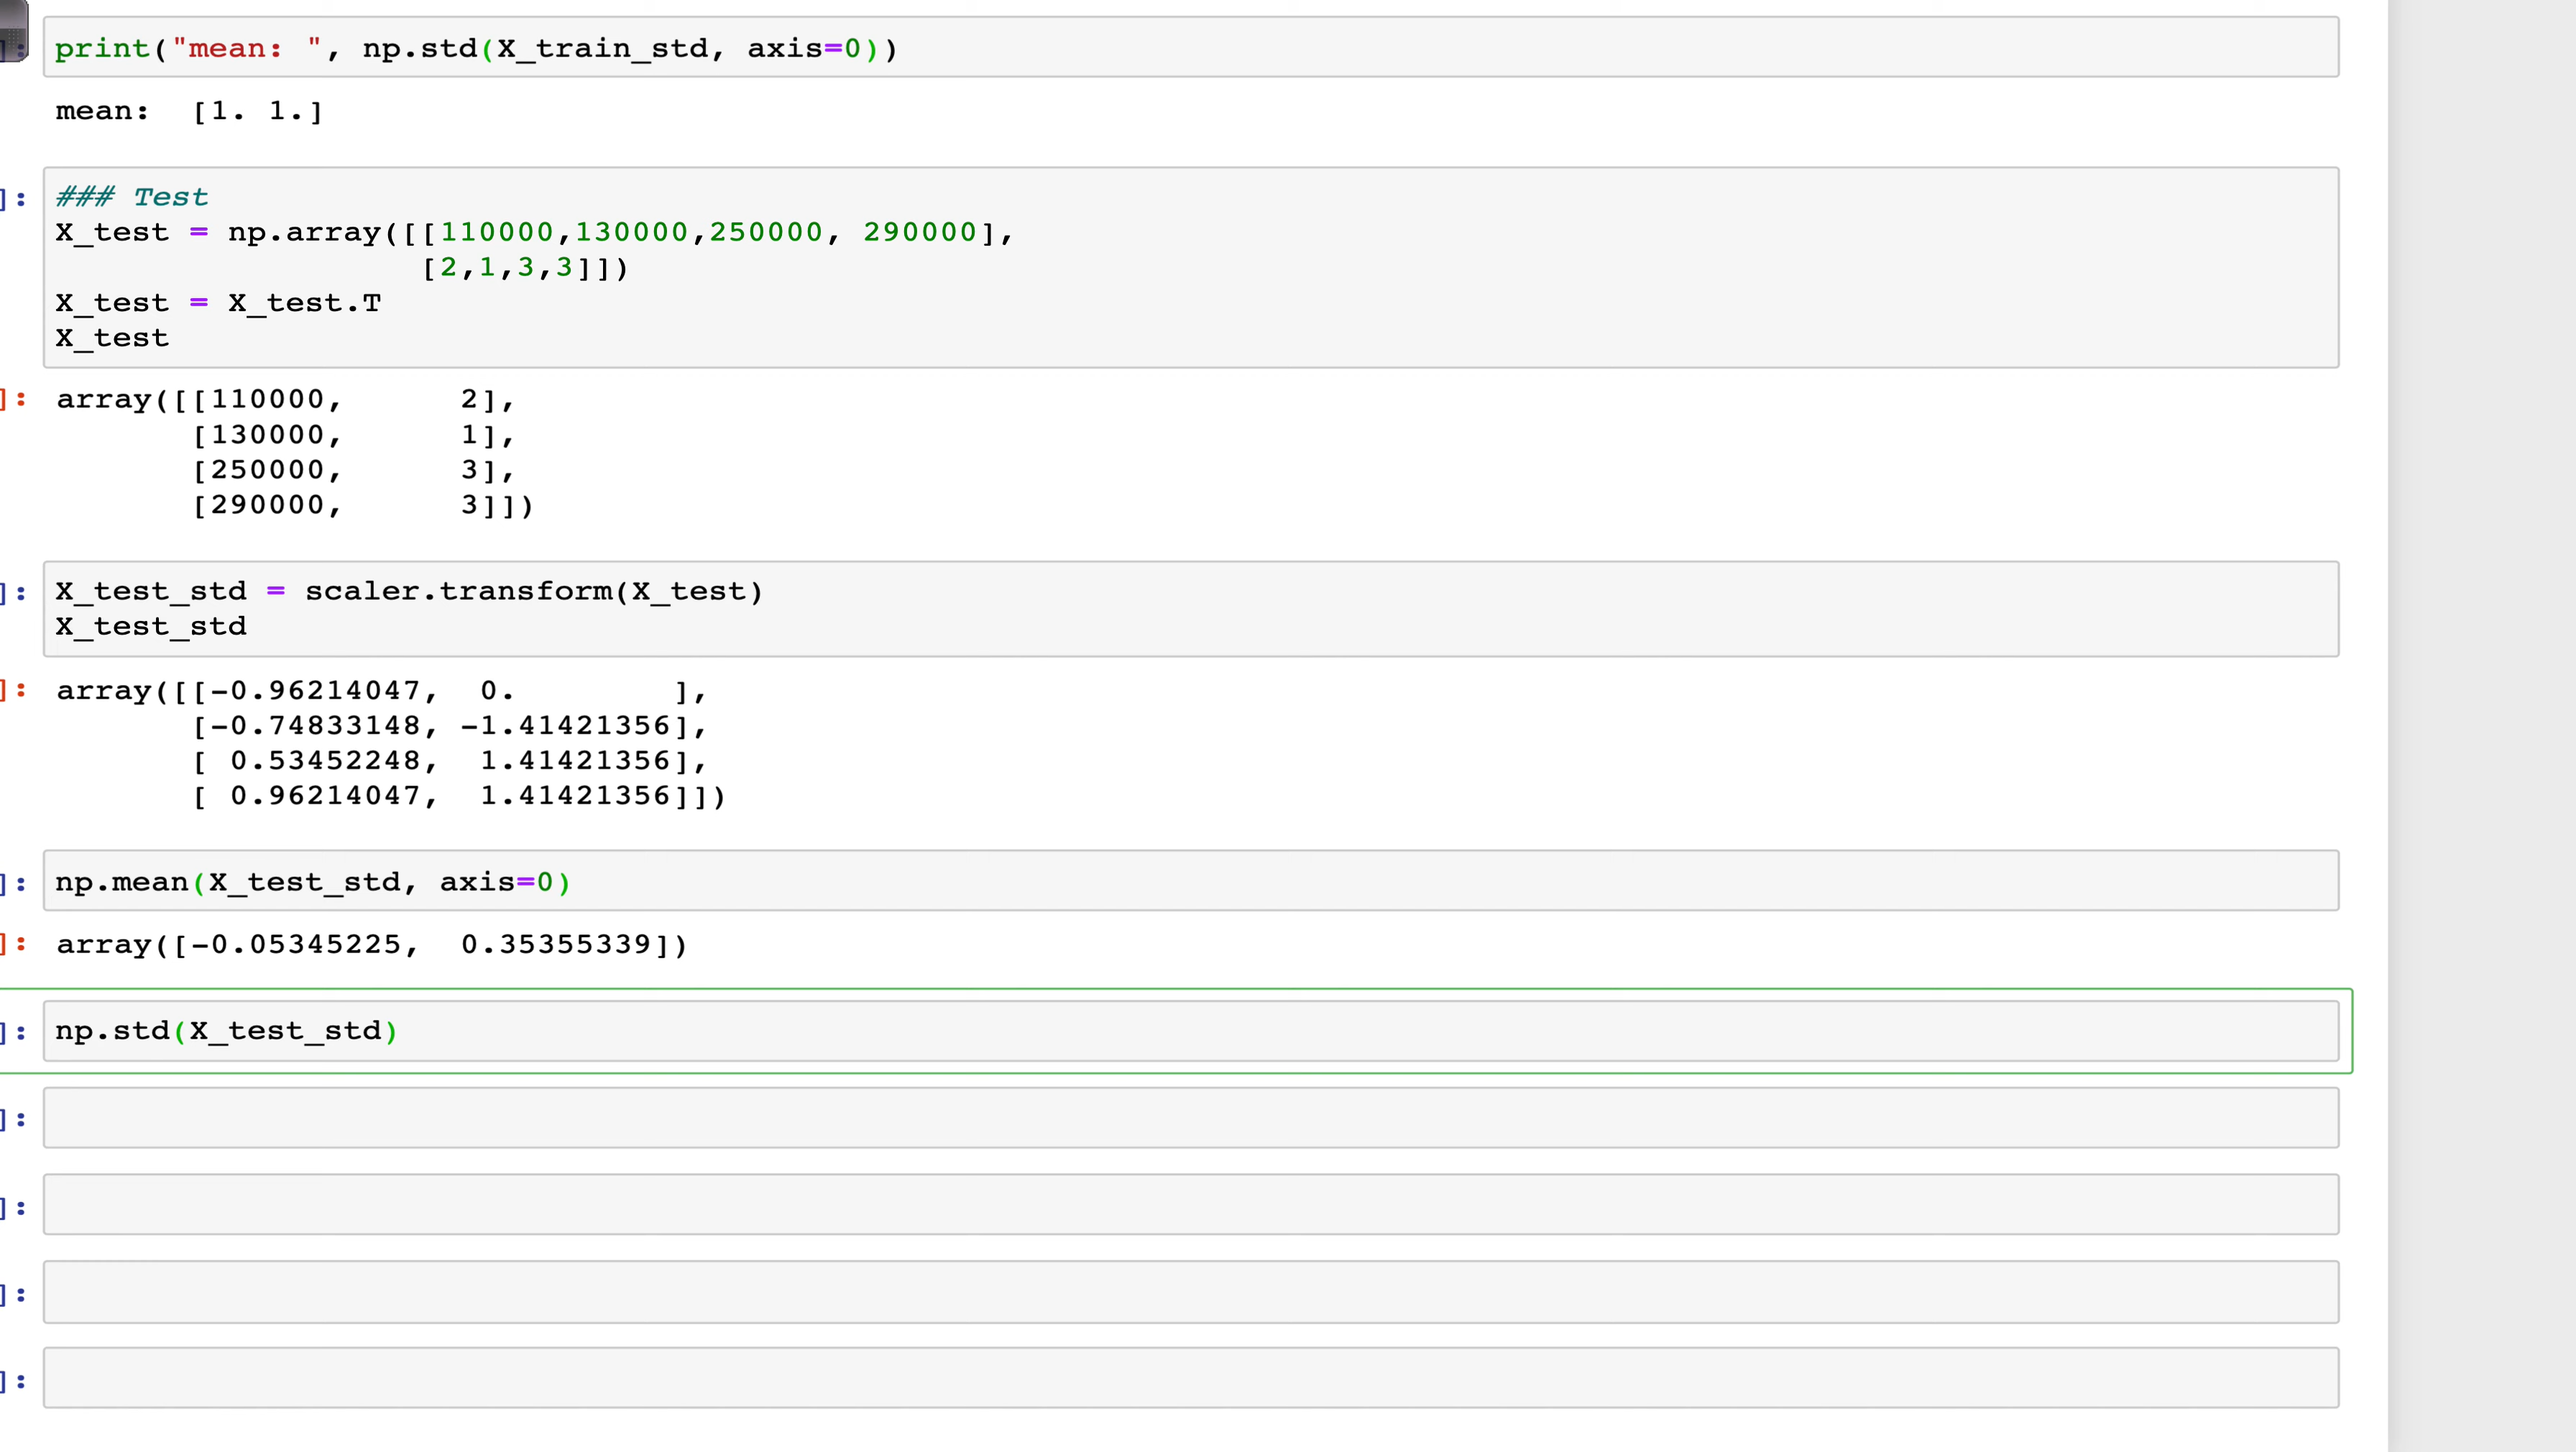 ]: print("mean: ", np.std(X_train_std, axis=0))
mean:  [1. 1.]
]: ### Test
X_test = np.array([[110000,130000,250000, 290000],
                   [2,1,3,3]])
X_test = X_test.T
X_test
]: array([[110000,      2],
       [130000,      1],
       [250000,      3],
       [290000,      3]])
]: X_test_std = scaler.transform(X_test)
X_test_std
]: array([[-0.96214047,  0.        ],
       [-0.74833148, -1.41421356],
       [ 0.53452248,  1.41421356],
       [ 0.96214047,  1.41421356]])
]: np.mean(X_test_std, axis=0)
]: array([-0.05345225,  0.35355339])
]: np.std(X_test_std)
]:
]:
]:
]: